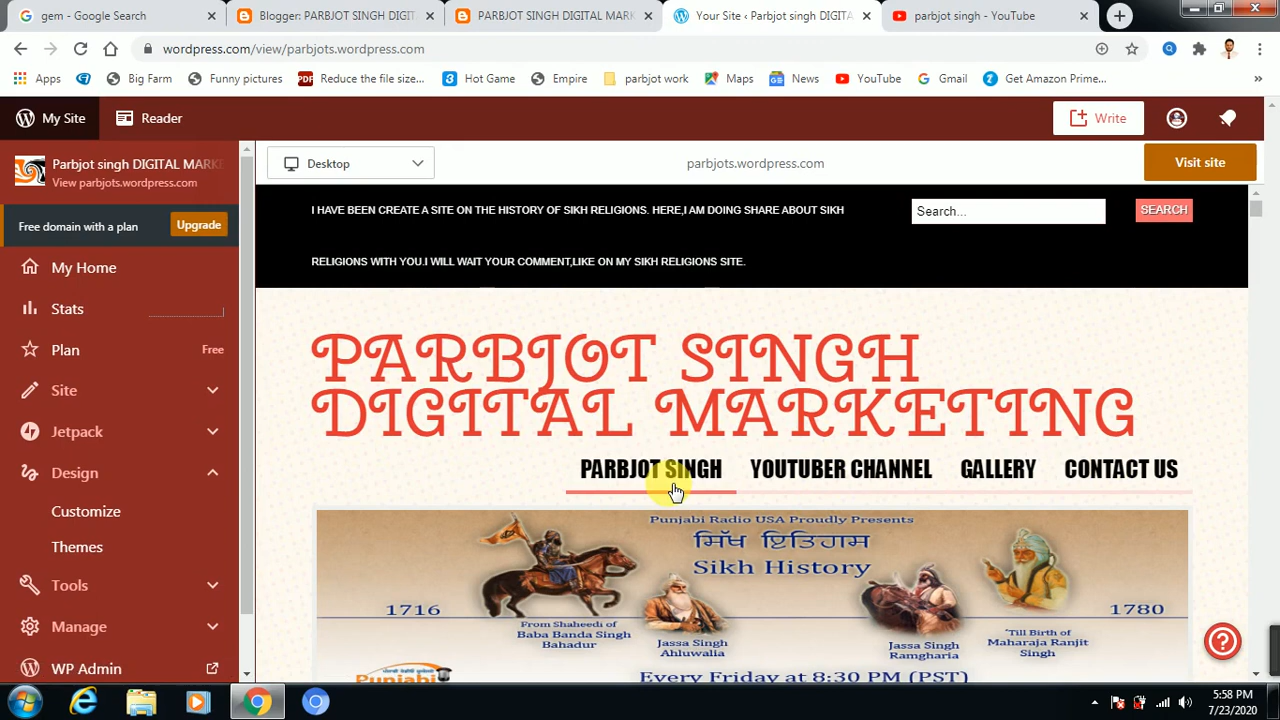 gem - Google Search
Blogger: PARBJOT SINGH DIGIT
PARBJOT SINGH DIGITAL MARK
Your Site ‹ Parbjot singh DIGITA
parbjot singh - YouTube
wordpress.com/view/parbjots.wordpress.com
Apps
Big Farm
Funny pictures
PDF Reduce the file size...
Hot Game
Empire
parbjot work
Maps
News
YouTube
Gmail
Get Amazon Prime...
»
My Site
Reader
Write
Parbjot singh DIGITAL MARKE
View parbjots.wordpress.com
Desktop
parbjots.wordpress.com
Visit site
Free domain with a plan
Upgrade
My Home
Stats
Plan
Free
Site
Jetpack
Design
Customize
Themes
Tools
Manage
WP Admin
I HAVE BEEN CREATE A SITE ON THE HISTORY OF SIKH RELIGIONS. HERE,I AM DOING SHARE ABOUT SIKH
RELIGIONS WITH YOU.I WILL WAIT YOUR COMMENT,LIKE ON MY SIKH RELIGIONS SITE.
Search...
SEARCH
PARBJOT SINGH
DIGITAL MARKETING
PARBJOT SINGH
YOUTUBER CHANNEL
GALLERY
CONTACT US
Punjabi Radio USA Proudly Presents
ਸਿੱਖ ਇਤਿਹਾਸ
Sikh History
1716
1780
From Shaheedi of
Baba Banda Singh
Bahadur
Jassa Singh
Ahluwalia
Jassa Singh
Ramgharia
'Till Birth of
Maharaja Ranjit
Singh
Punjabi
Every Friday at 8:30 PM (PST)
5:58 PM
7/23/2020